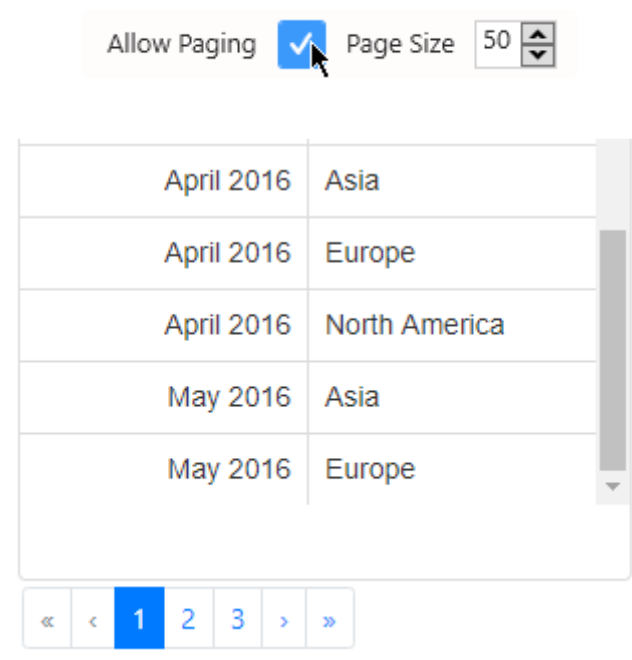 Allow Paging Page Size 50
April 2016 Asia
April 2016 Europe
April 2016 North America
May 2016 Asia
May 2016 Europe
« ‹ 1 2 3 › »